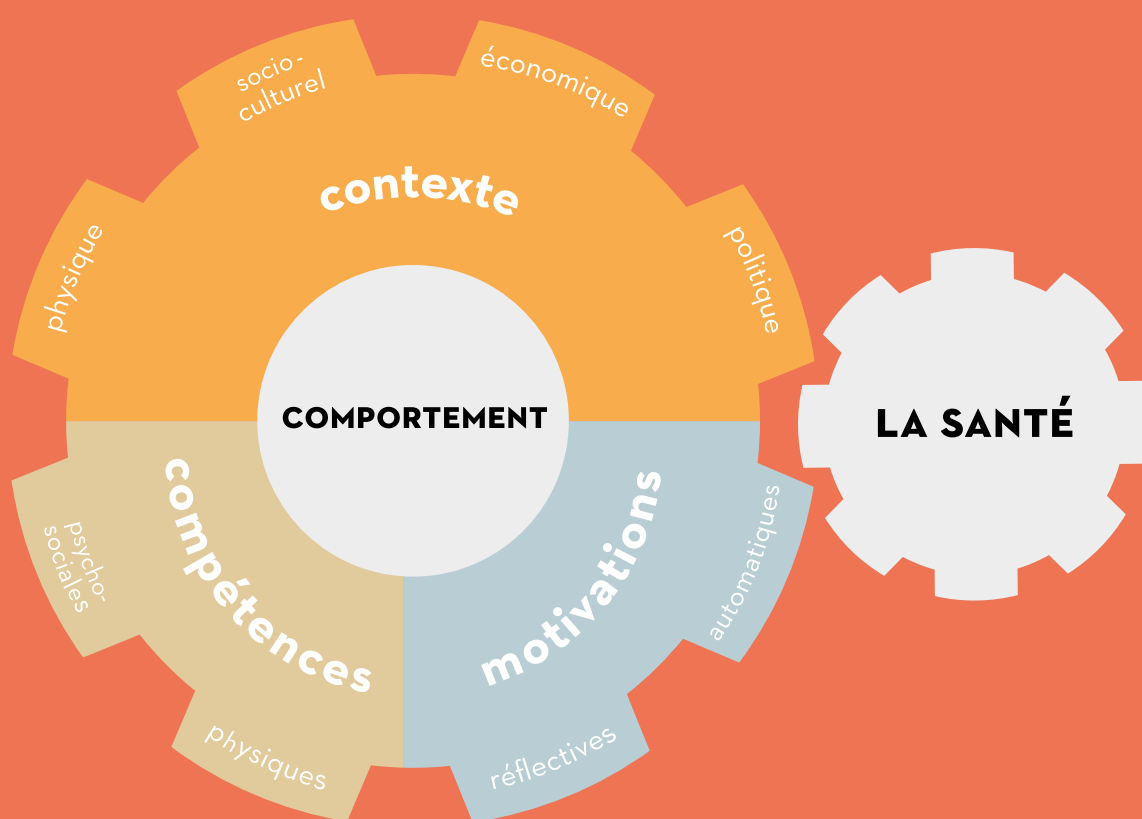 socio-
culturel
économique
physique
politique
contexte
COMPORTEMENT
LA SANTÉ
compétences
psycho-
sociales
physiques
motivations
automatiques
réflectives